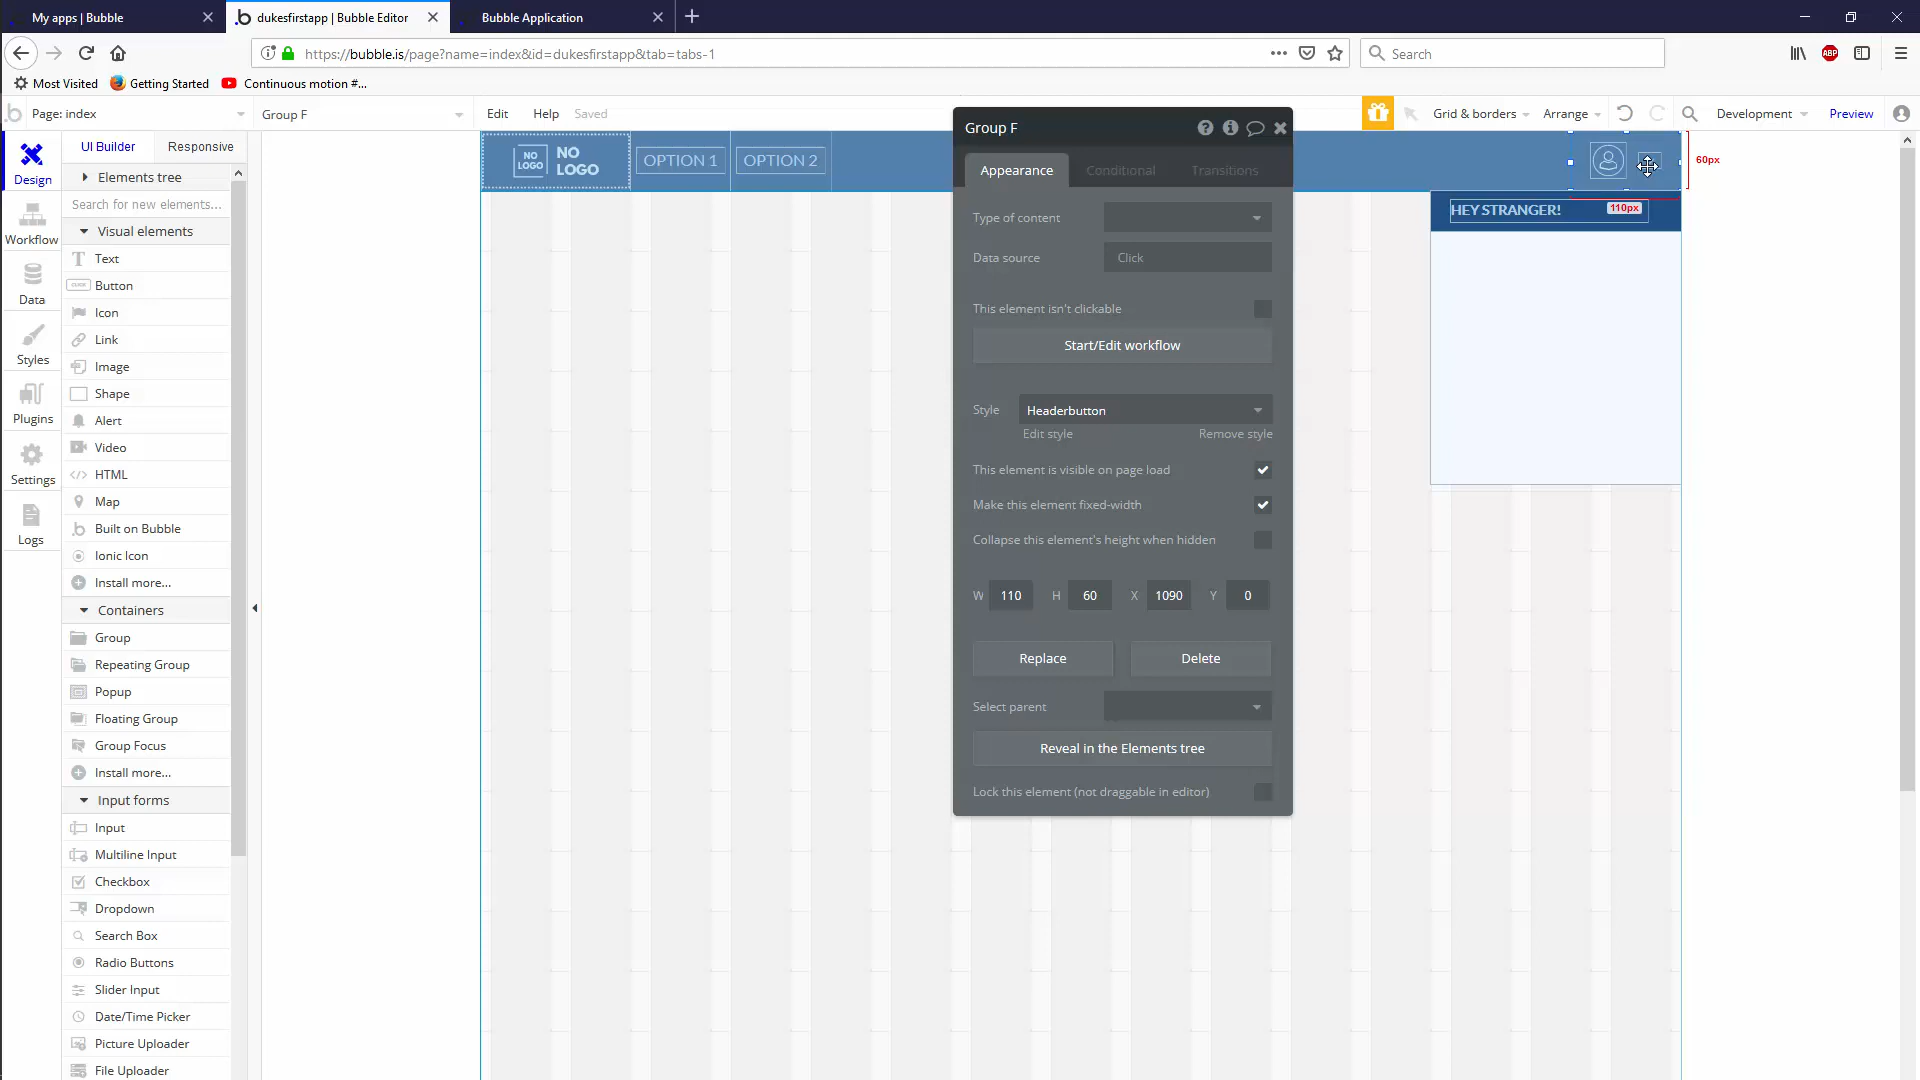 My apps | Bubble
dukesfirstapp | Bubble Editor
Bubble Application
https://bubble.is/page?name=index&id=dukesfirstapp&tab=tabs-1
Search
Most Visited
Getting Started
Continuous motion #...
Page: index
Group F
Edit
Help
Saved
Grid & borders
Arrange
Development
Preview
Design
Workflow
Data
Styles
Plugins
Settings
Logs
UI Builder
Responsive
Elements tree
Search for new elements...
Visual elements
Text
Button
Icon
Link
Image
Shape
Alert
Video
HTML
Map
Built on Bubble
Ionic Icon
Install more...
Containers
Group
Repeating Group
Popup
Floating Group
Group Focus
Install more...
Input forms
Input
Multiline Input
Checkbox
Dropdown
Search Box
Radio Buttons
Slider Input
Date/Time Picker
Picture Uploader
File Uploader
NO
LOGO
NO
LOGO
OPTION 1
OPTION 2
Group F
Appearance
Conditional
Transitions
Type of content
Data source
Click
This element isn't clickable
Start/Edit workflow
Style
Headerbutton
Edit style
Remove style
This element is visible on page load
Make this element fixed-width
Collapse this element's height when hidden
W 110 H 60 X 1090 Y 0
Replace
Delete
Select parent
Reveal in the Elements tree
Lock this element (not draggable in editor)
60px
HEY STRANGER!
110px
ABP